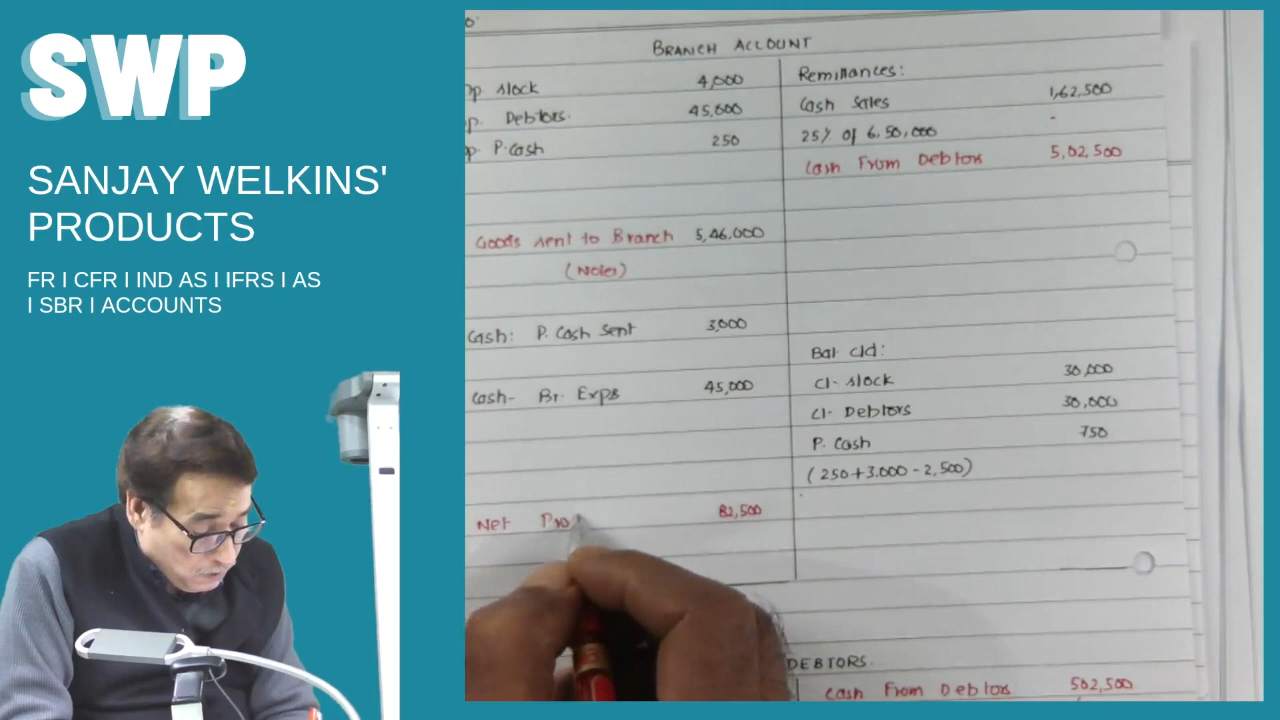 SWP
SANJAY WELKINS'
PRODUCTS
FR I CFR I IND AS I IFRS I AS
I SBR I ACCOUNTS
BRANCH ACCOUNT
Op stock 4,000
Op. Debtors. 45,000
Op. P.Cash 250
Goods sent to Branch 5,46,000
(Notes)
Cash: P. Cash Sent 3,000
Cash- Br. Exps 45,000
Net Pro 82,500
Remittances:
Cash Sales 1,62,500
25% of 6,50,000
Cash From Debtors 5,02,500
Bal c/d:
Cl- stock 30,000
Cl- Debtors 30,000
P. Cash 750
(250+3,000-2,500)
DEBTORS.
Cash From Debtors 502,500